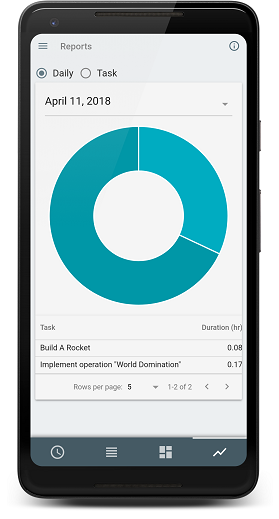 Reports
Daily Task
April 11, 2018
Task Duration (hr)
Build A Rocket 0.08
Implement operation "World Domination" 0.17
Rows per page: 5 1-2 of 2